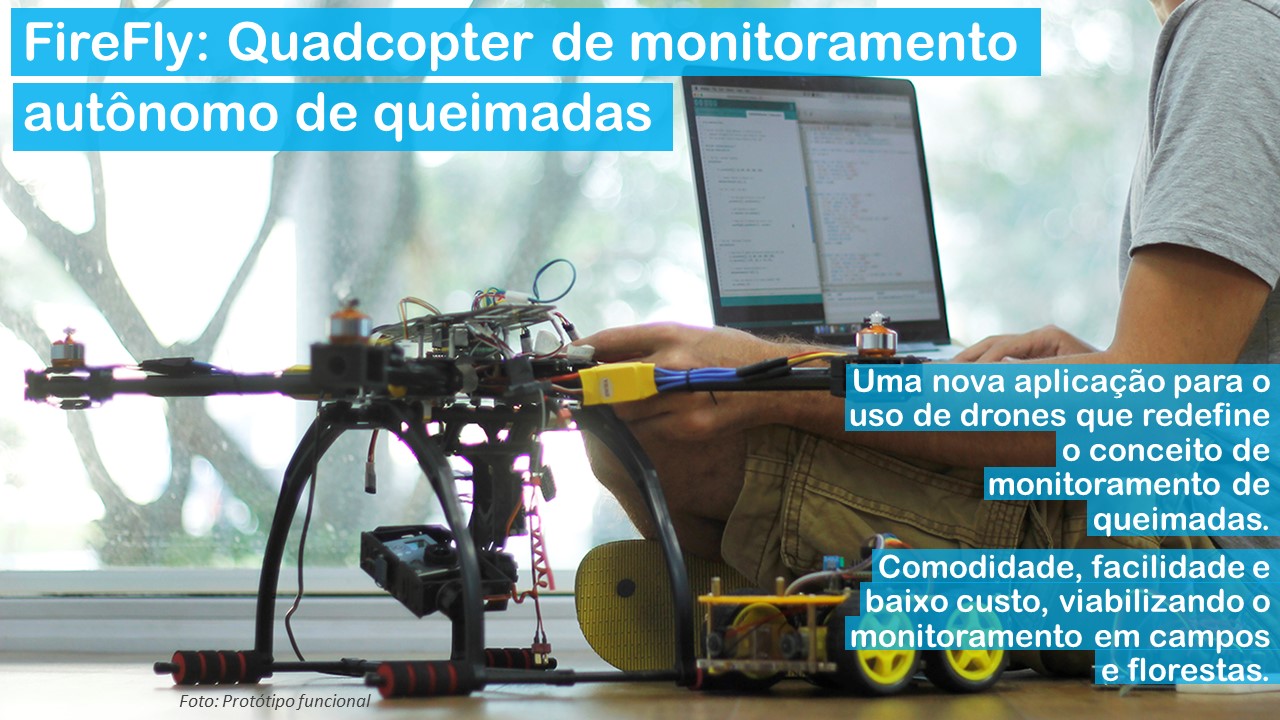 FireFly: Quadcopter de monitoramento
autônomo de queimadas
Uma nova aplicação para o
uso de drones que redefine
o conceito de
monitoramento de
queimadas.
Comodidade, facilidade e
baixo custo, viabilizando o
monitoramento em campos
e florestas.
Foto: Protótipo funcional